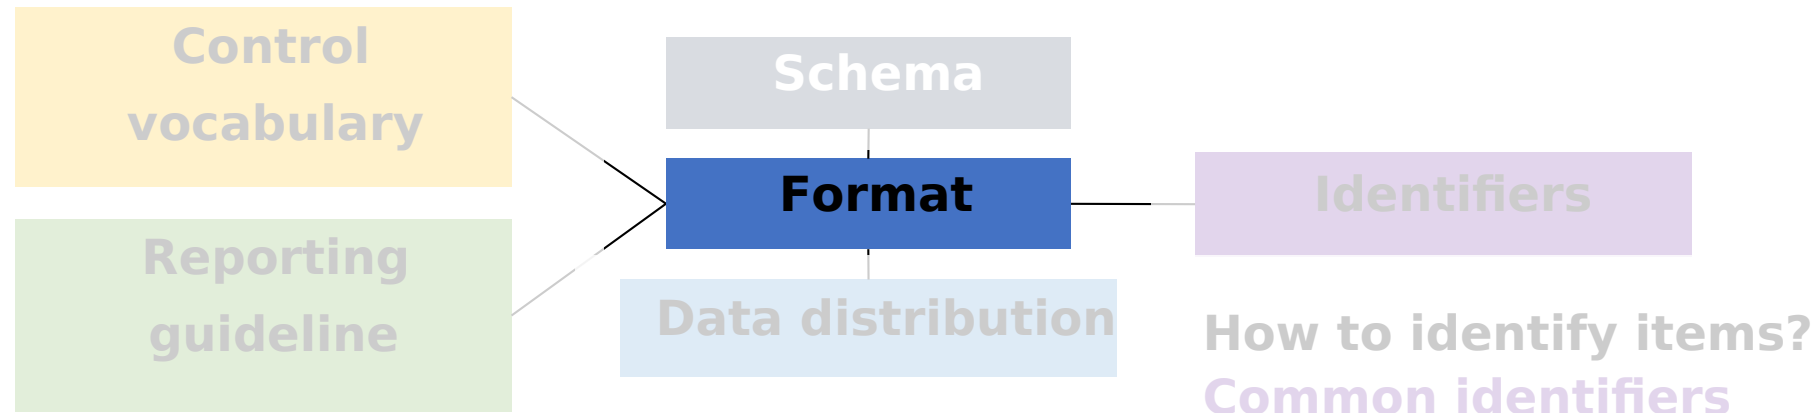 Control
vocabulary
Reporting
guideline
Schema
Format
Data distribution
Identifiers
How to identify items?
Common identifiers